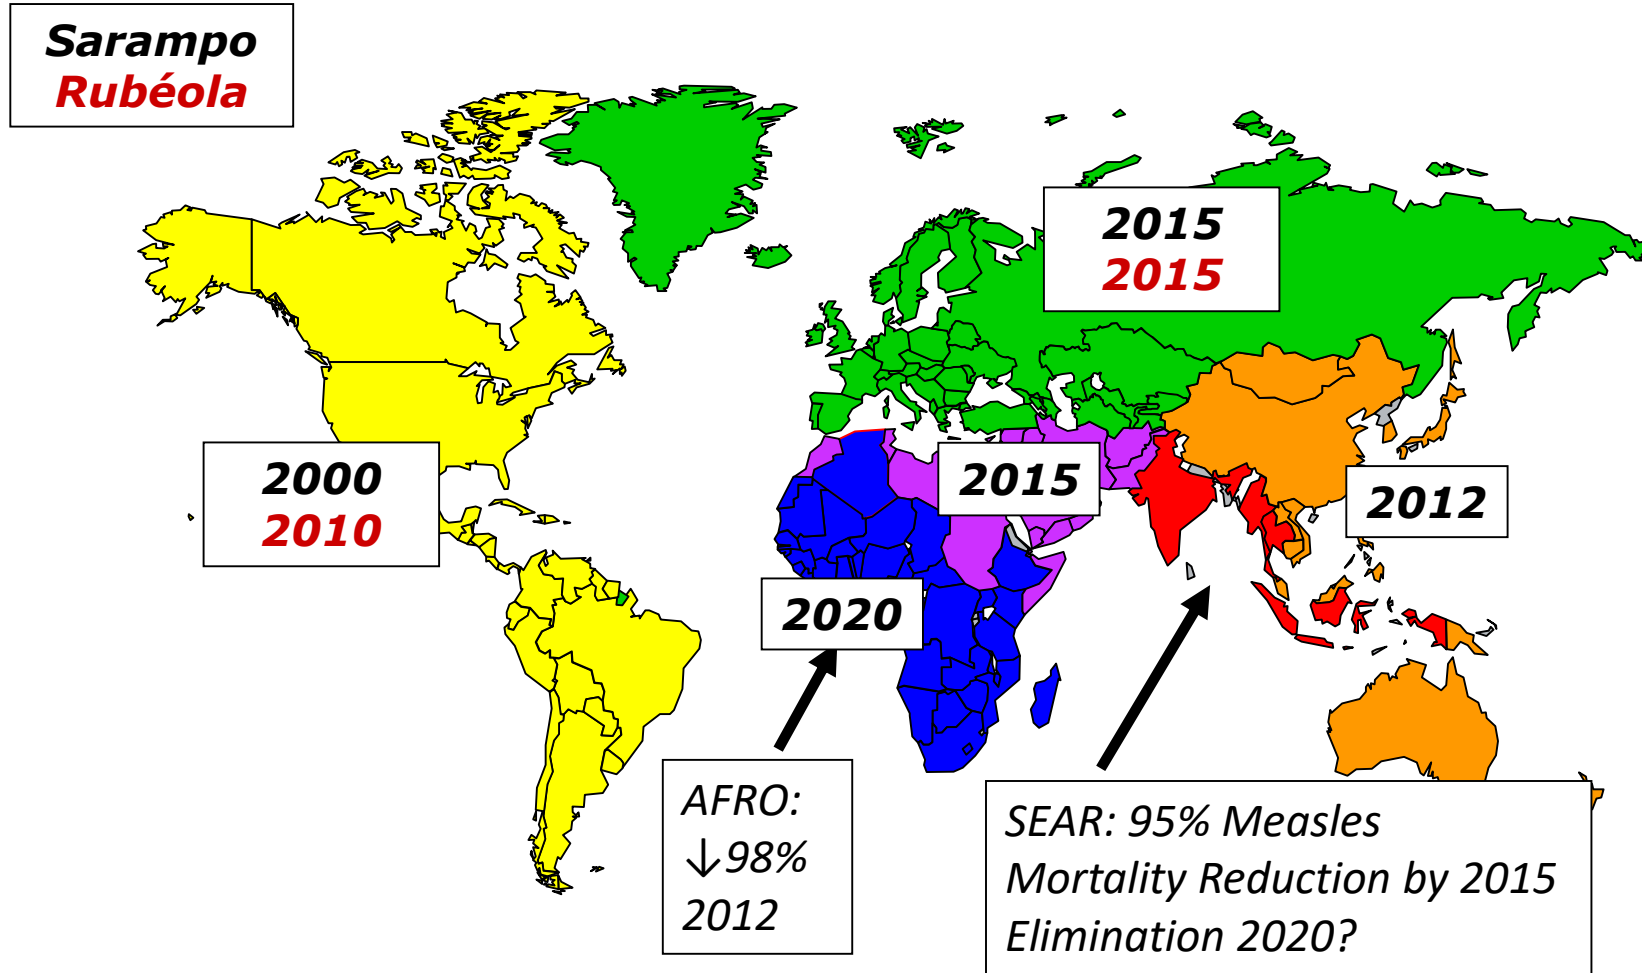 Sarampo
Rubéola
2015
2015
2000
2010
2015
2012
2020
AFRO:
↓98%
2012
SEAR: 95% Measles
Mortality Reduction by 2015
Elimination 2020?